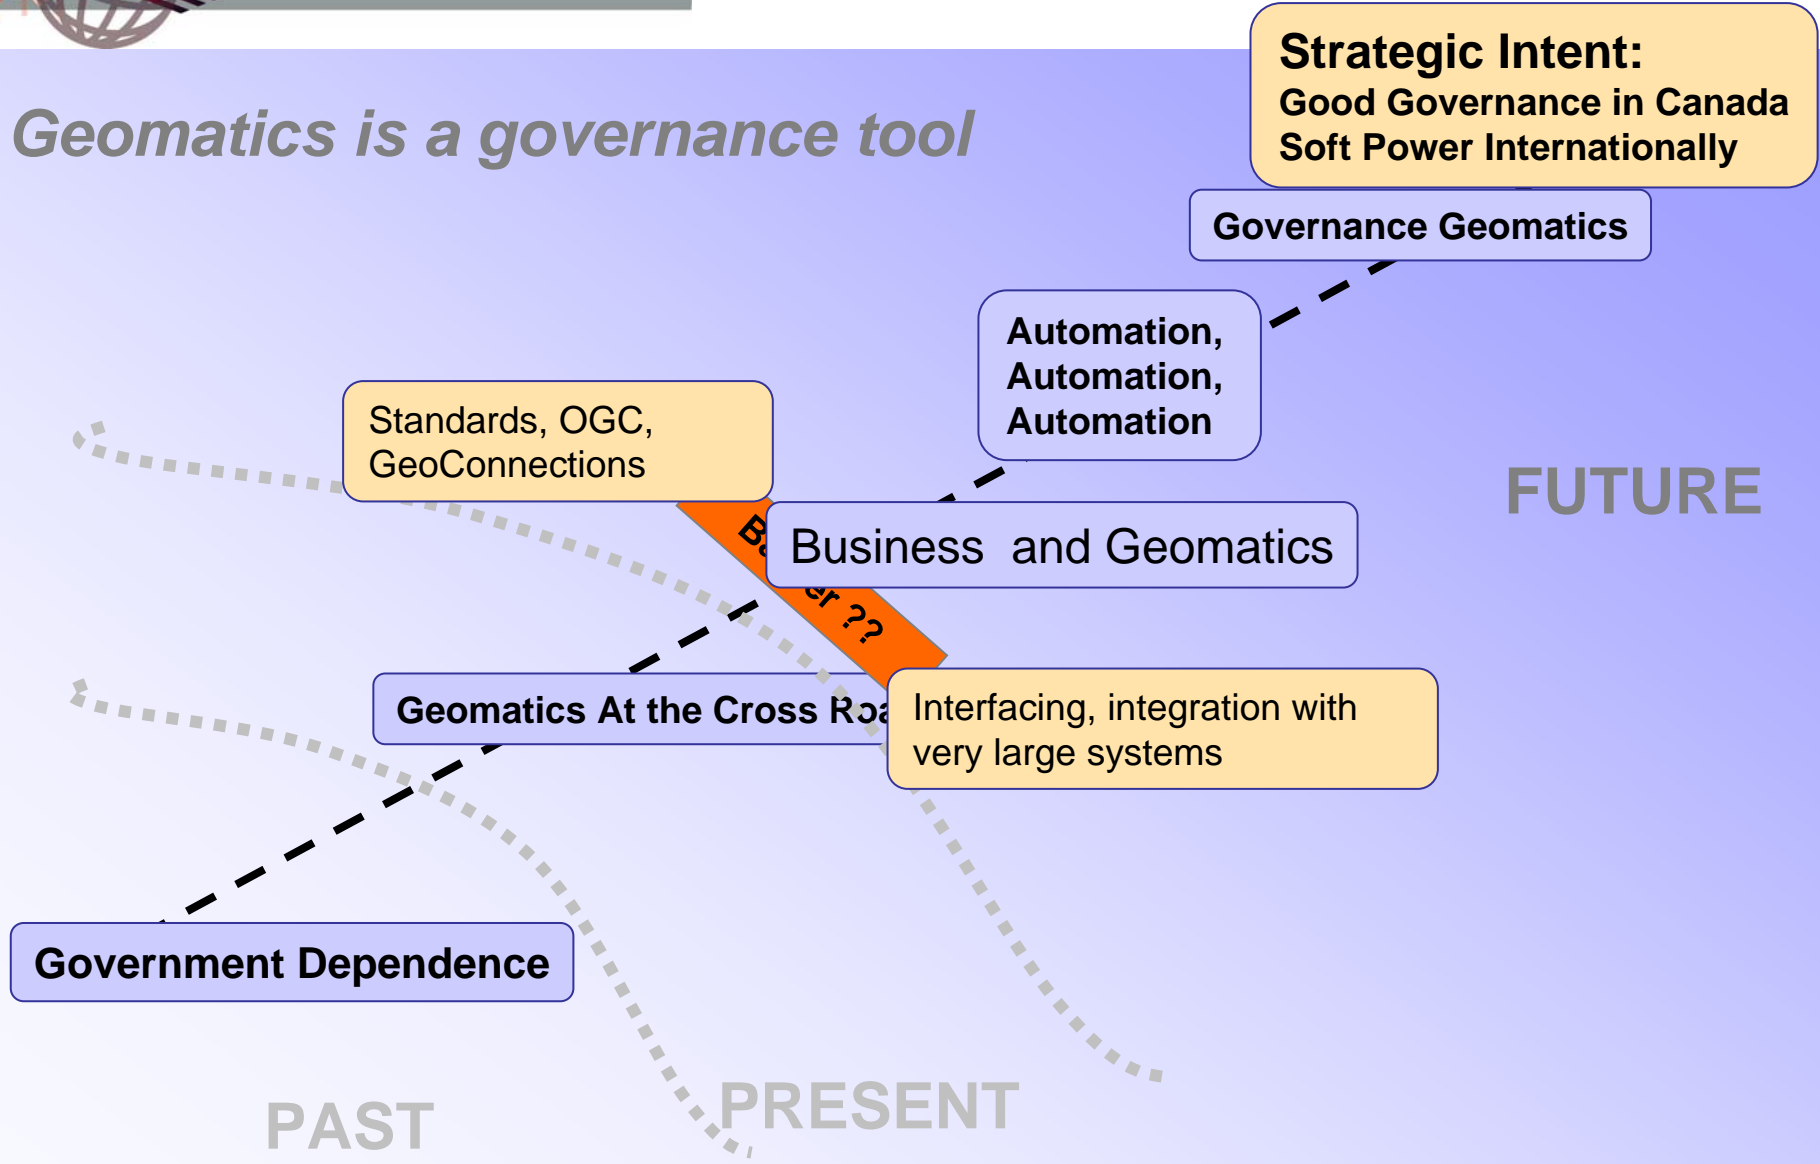 Strategic Intent:
Good Governance in Canada
Soft Power Internationally
Geomatics is a governance tool
Governance Geomatics
Automation,
Automation,
Automation
Standards, OGC,
GeoConnections
FUTURE
Business and Geomatics
??
Geomatics At the Cross
Interfacing, integration with
very large systems
Government Dependence
PRESENT
PAST